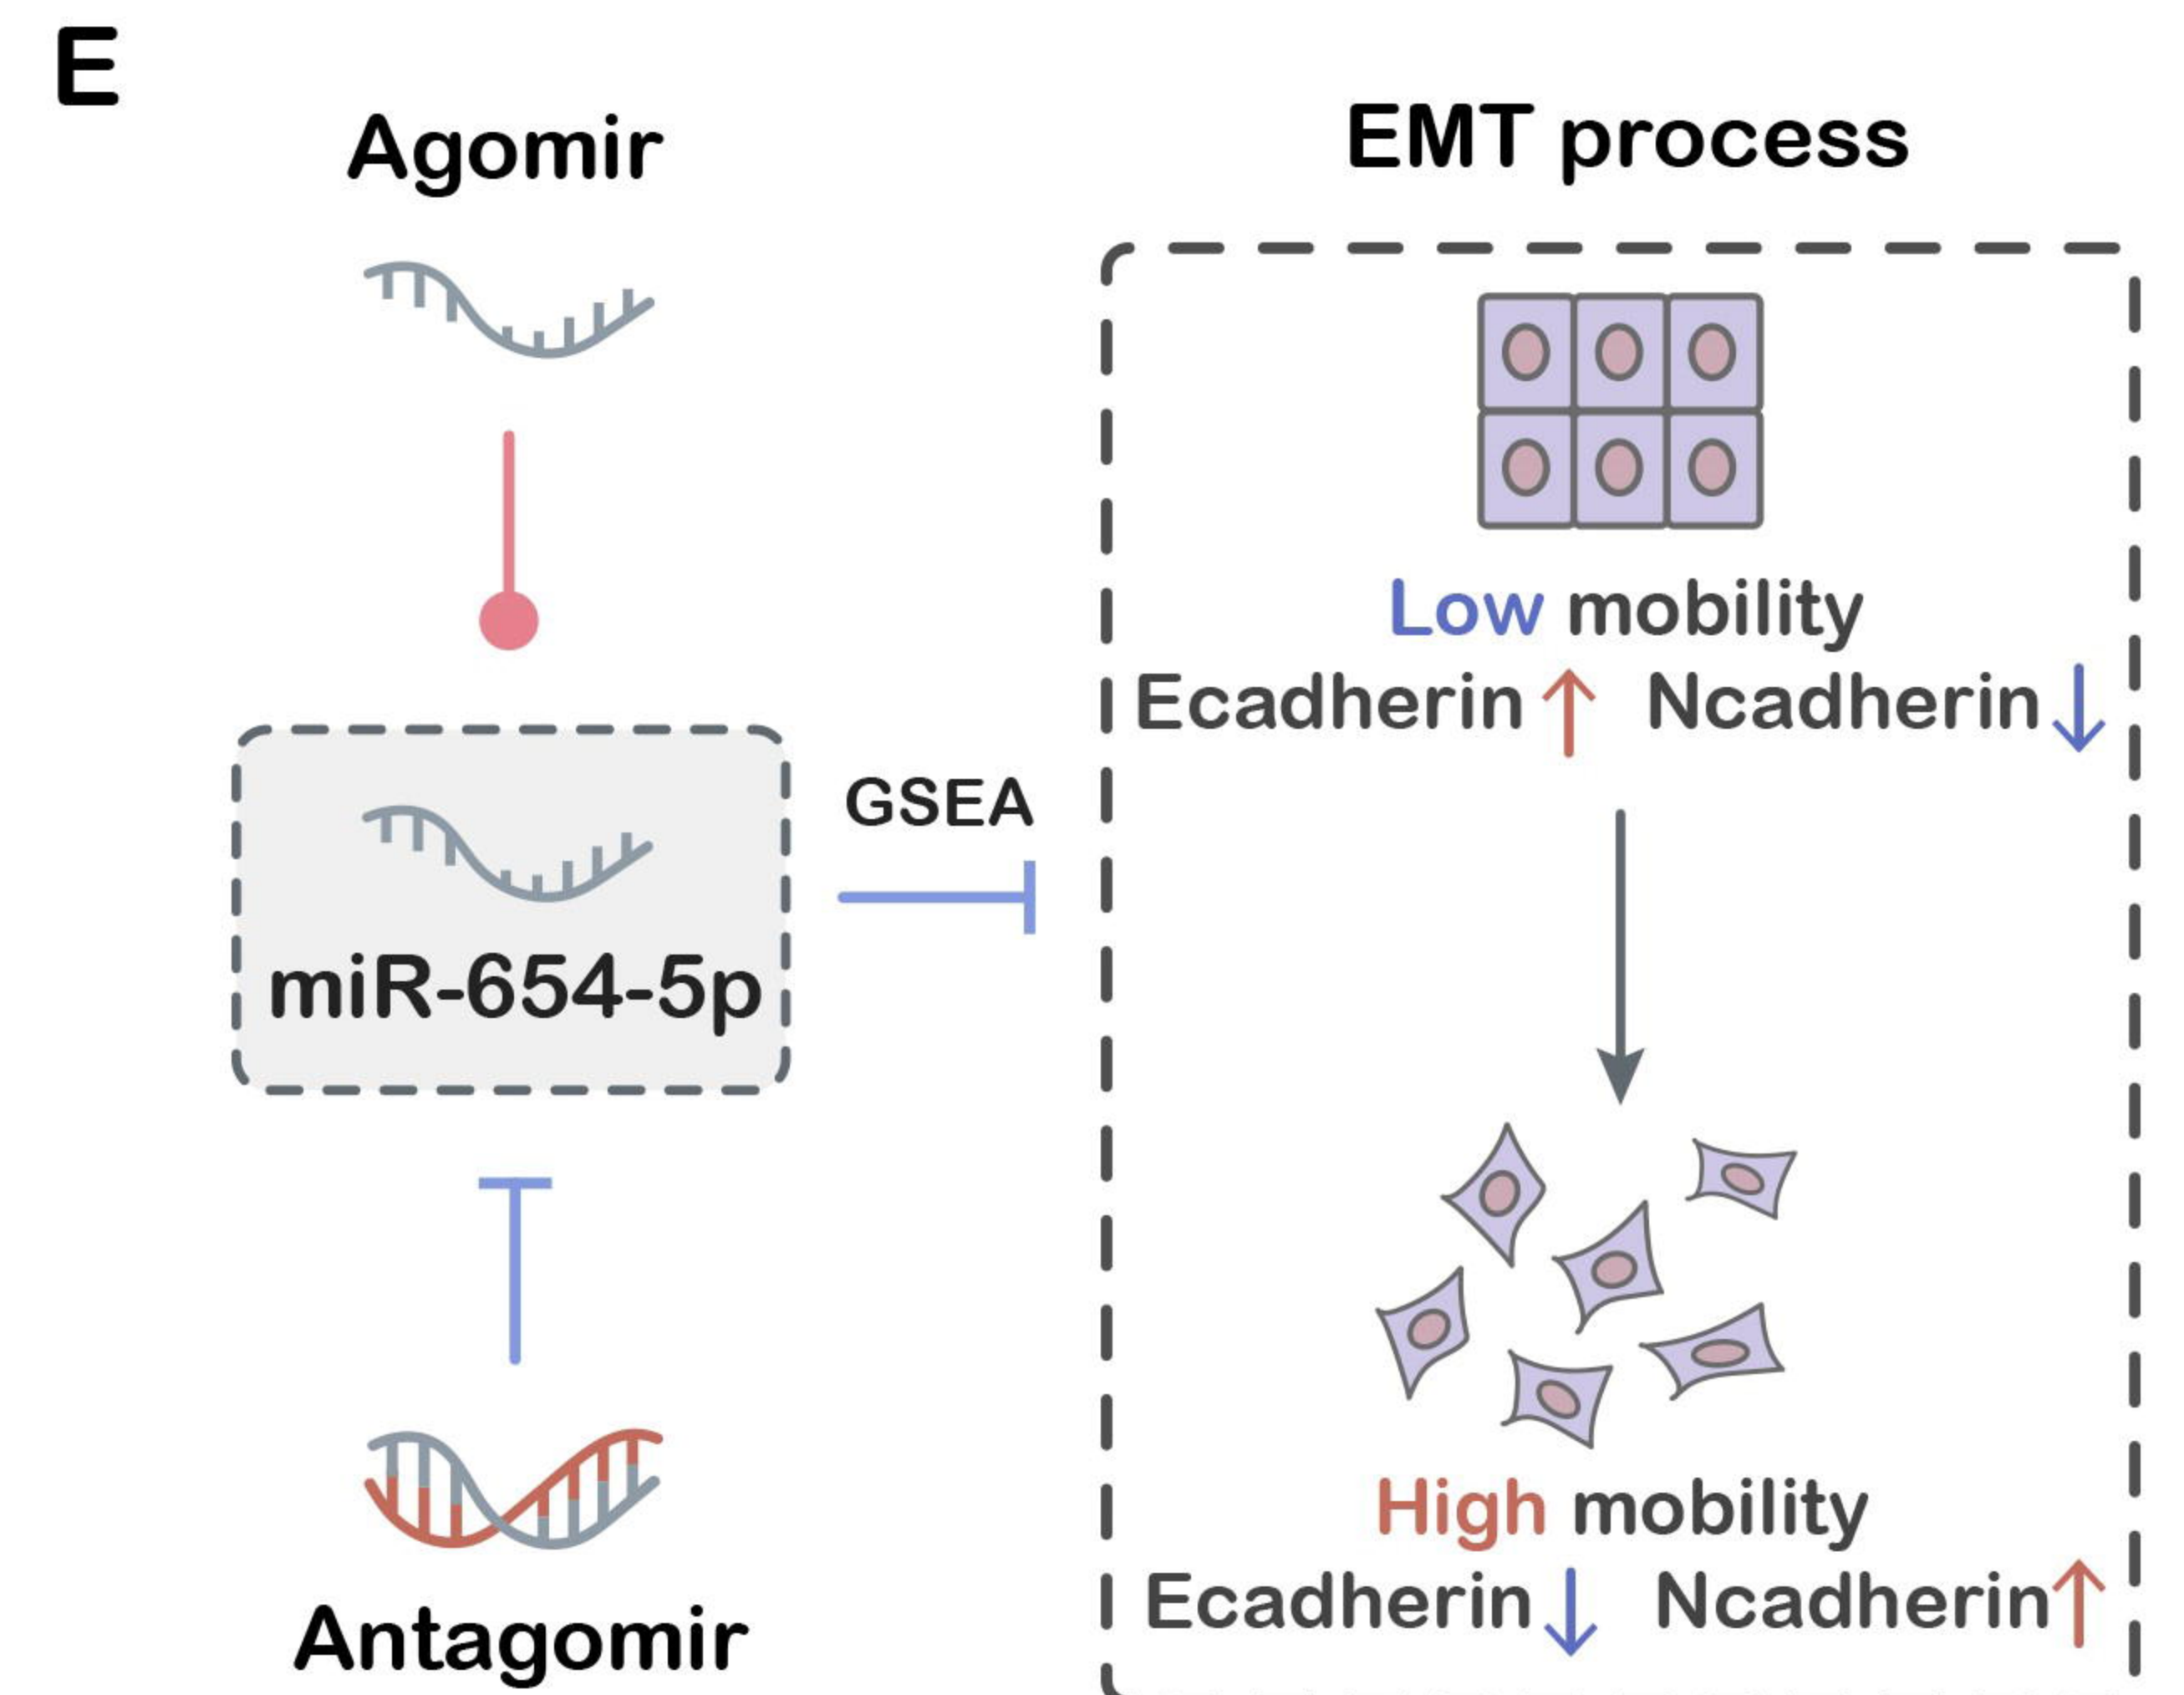 E
Agomir
EMT process
Low mobility
Ecadherin ↑ Ncadherin ↓
GSEA
miR-654-5p
High mobility
Ecadherin ↓ Ncadherin ↑
Antagomir